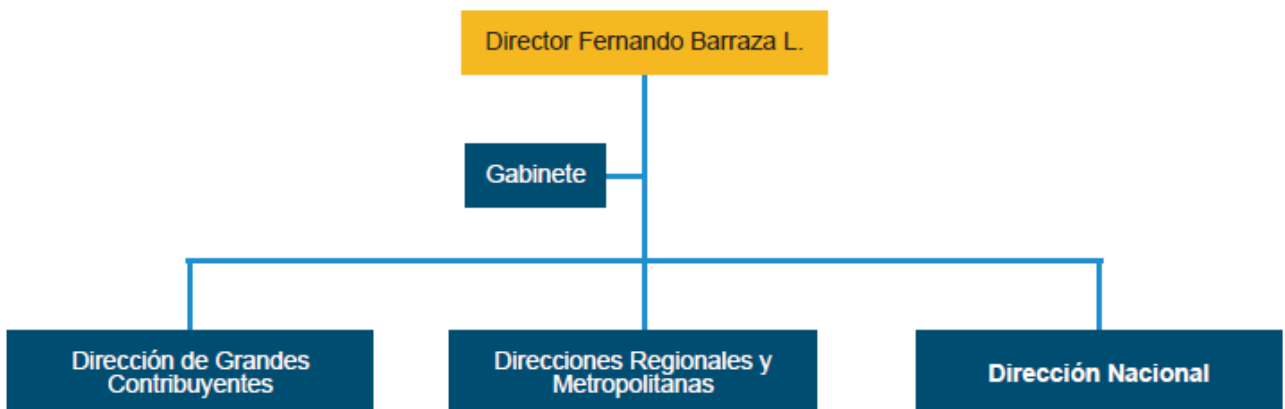 Director Fernando Barraza L.
Gabinete
Dirección de Grandes
Contribuyentes
Direcciones Regionales y
Metropolitanas
Dirección Nacional